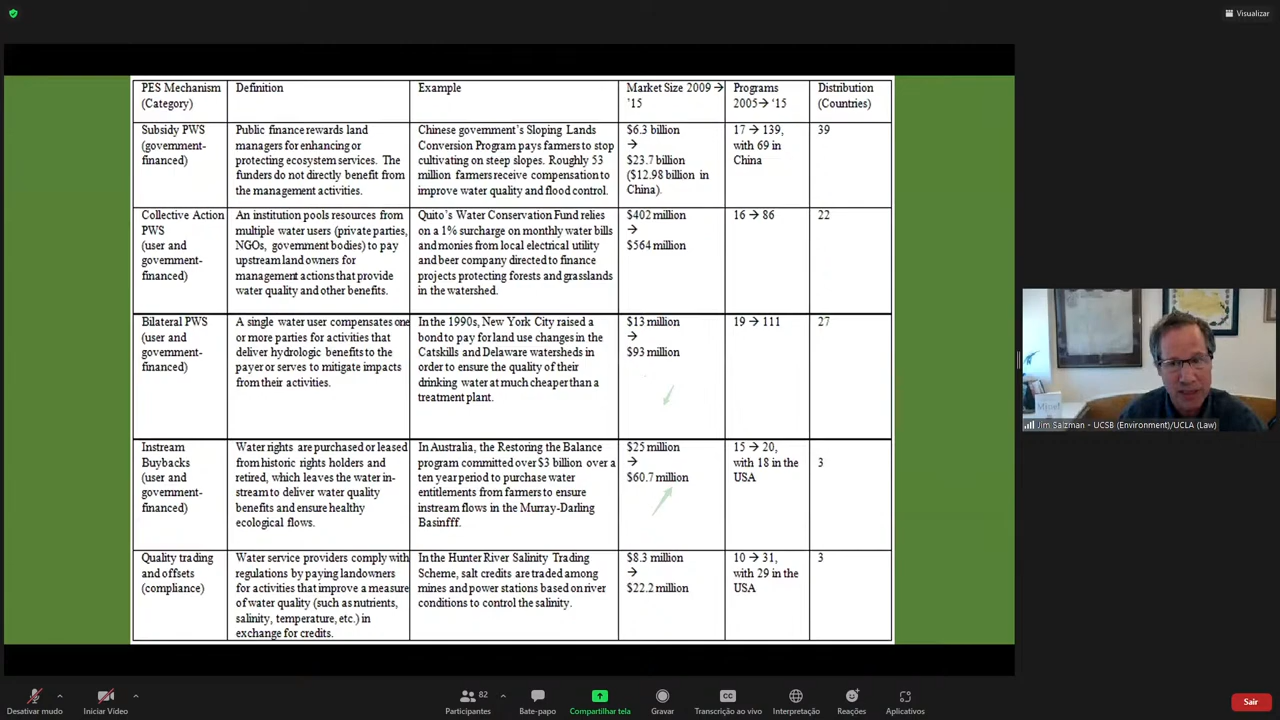 Visualizar
PES Mechanism
(Category)
Definition
Example
Market Size 2009 →
'15
Programs
2005→ '15
Distribution
(Countries)
Subsidy PWS
(government-
financed)
Public finance rewards land
managers for enhancing or
protecting ecosystem services. The
funders do not directly benefit from
the management activities.
Chinese government's Sloping Lands
Conversion Program pays farmers to stop
cultivating on steep slopes. Roughly 53
million farmers receive compensation to
improve water quality and flood control.
$6.3 billion
→
$23.7 billion
($12.98 billion in
China).
17 → 139,
with 69 in
China
39
Collective Action
PWS
(user and
government-
financed)
An institution pools resources from
multiple water users (private parties,
NGOs, government bodies) to pay
upstream land owners for
management actions that provide
water quality and other benefits.
Quito's Water Conservation Fund relies
on a 1% surcharge on monthly water bills
and monies from local electrical utility
and beer company directed to finance
projects protecting forests and grasslands
in the watershed.
$402 million
→
$564 million
16 → 86
22
Bilateral PWS
(user and
government-
financed)
A single water user compensates one
or more parties for activities that
deliver hydrologic benefits to the
payer or serves to mitigate impacts
from their activities.
In the 1990s, New York City raised a
bond to pay for land use changes in the
Catskills and Delaware watersheds in
order to ensure the quality of their
drinking water at much cheaper than a
treatment plant.
$13 million
→
$93 million
19 → 111
27
Instream
Buybacks
(user and
government-
financed)
Water rights are purchased or leased
from historic rights holders and
retired, which leaves the water in-
stream to deliver water quality
benefits and ensure healthy
ecological flows.
In Australia, the Restoring the Balance
program committed over $3 billion over a
ten year period to purchase water
entitlements from farmers to ensure
instream flows in the Murray-Darling
Basinfff.
$25 million
→
$60.7 million
15 → 20,
with 18 in the
USA
3
Quality trading
and offsets
(compliance)
Water service providers comply with
regulations by paying landowners
for activities that improve a measure
of water quality (such as nutrients,
salinity, temperature, etc.) in
exchange for credits.
In the Hunter River Salinity Trading
Scheme, salt credits are traded among
mines and power stations based on river
conditions to control the salinity.
$8.3 million
→
$22.2 million
10 → 31,
with 29 in the
USA
3
Jim Salzman - UCSB (Environment)/UCLA (Law)
Desativar mudo
Iniciar Vídeo
82
Participantes
Bate-papo
Compartilhar tela
Gravar
CC
Transcrição ao vivo
Interpretação
Reações
Aplicativos
Sair